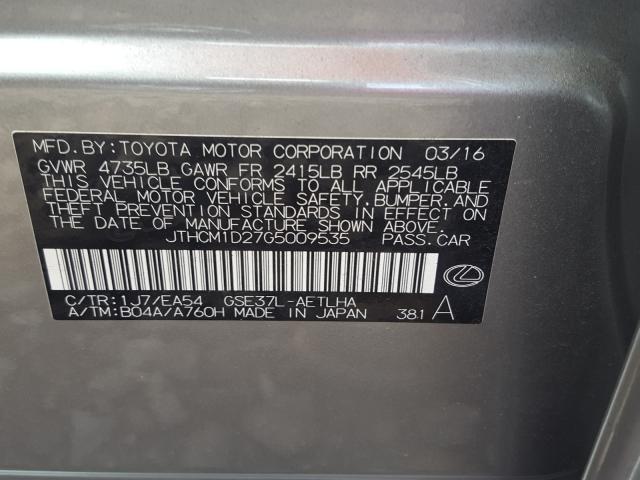 MFD.BY:TOYOTA MOTOR CORPORATION 03/16
GVWR 4735LB GAWR FR 2415LB RR 2545LB
THIS VEHICLE CONFORMS TO ALL APPLICABLE
FEDERAL MOTOR VEHICLE SAFETY,BUMPER,AND
THEFT PREVENTION STANDARDS IN EFFECT ON
THE DATE OF MANUFACTURE SHOWN ABOVE.
JTHCM1D27G5009535 PASS.CAR
C/TR:1J7/EA54 GSE37L-AETLHA
A/TM:B04A/A760H MADE IN JAPAN 38.1 A